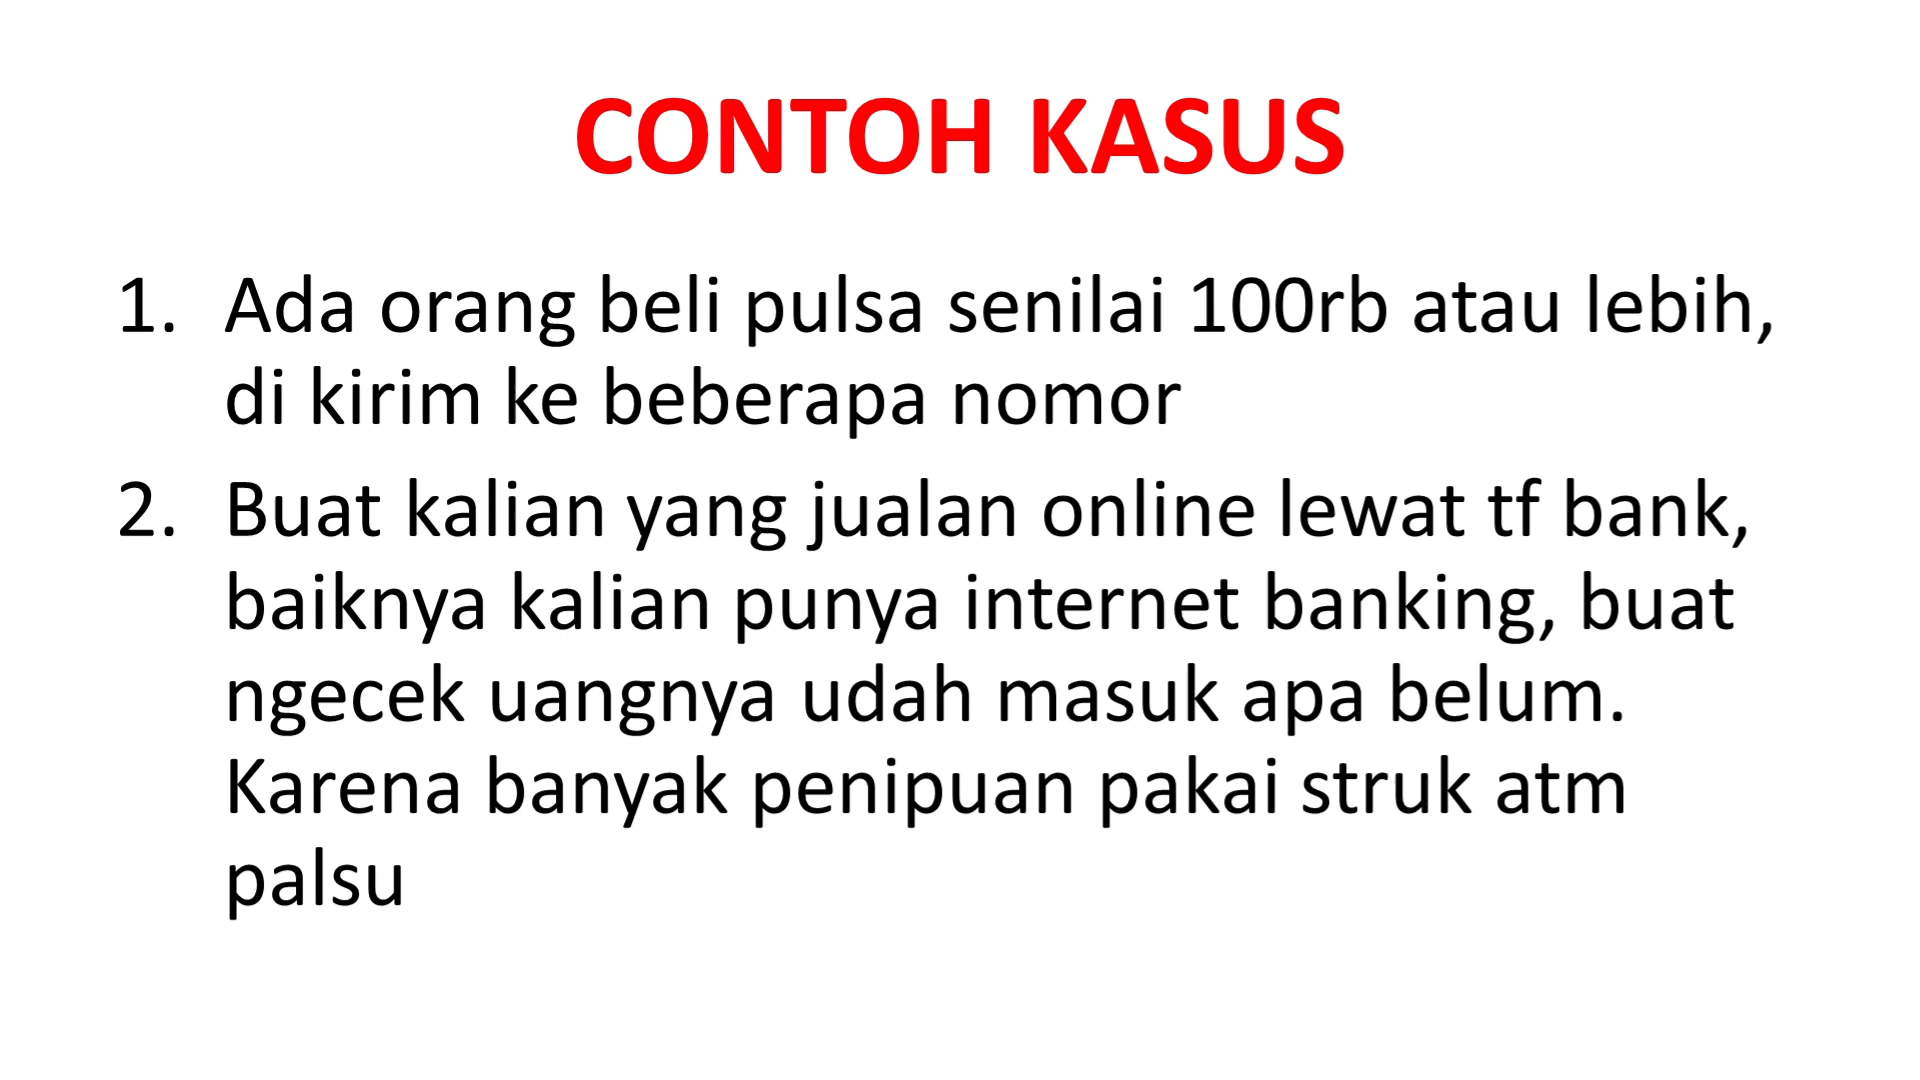 CONTOH KASUS
1. Ada orang beli pulsa senilai 100rb atau lebih,
di kirim ke beberapa nomor
2. Buat kalian yang jualan online lewat tf bank,
baiknya kalian punya internet banking, buat
ngecek uangnya udah masuk apa belum.
Karena banyak penipuan pakai struk atm
palsu